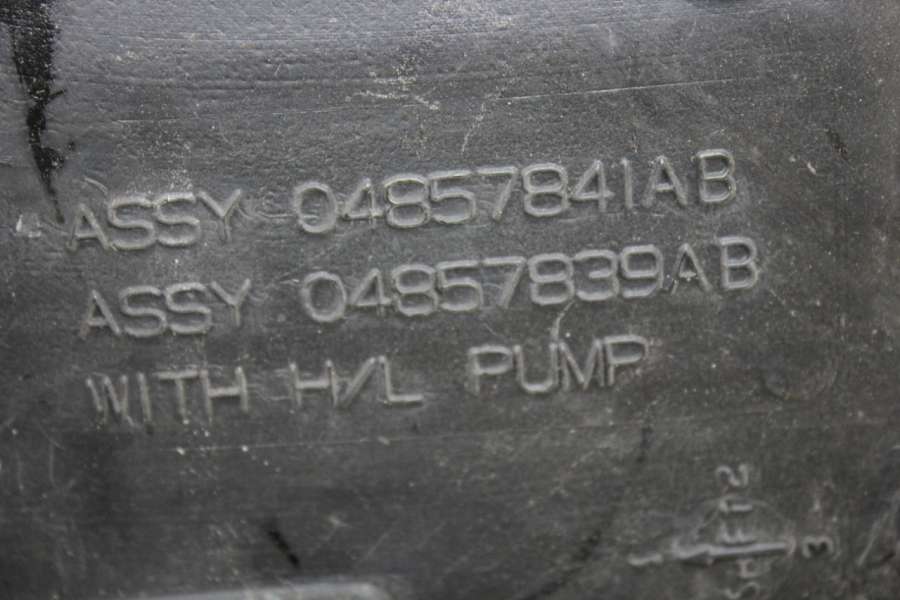 ASSY 04857841AB
ASSY 04857839AB
WITH H/L PUMP